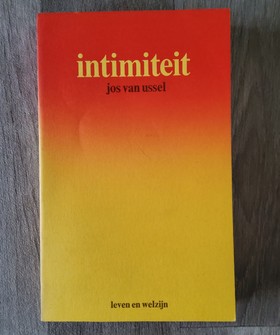 intimiteit
jos van ussel
leven en welzijn